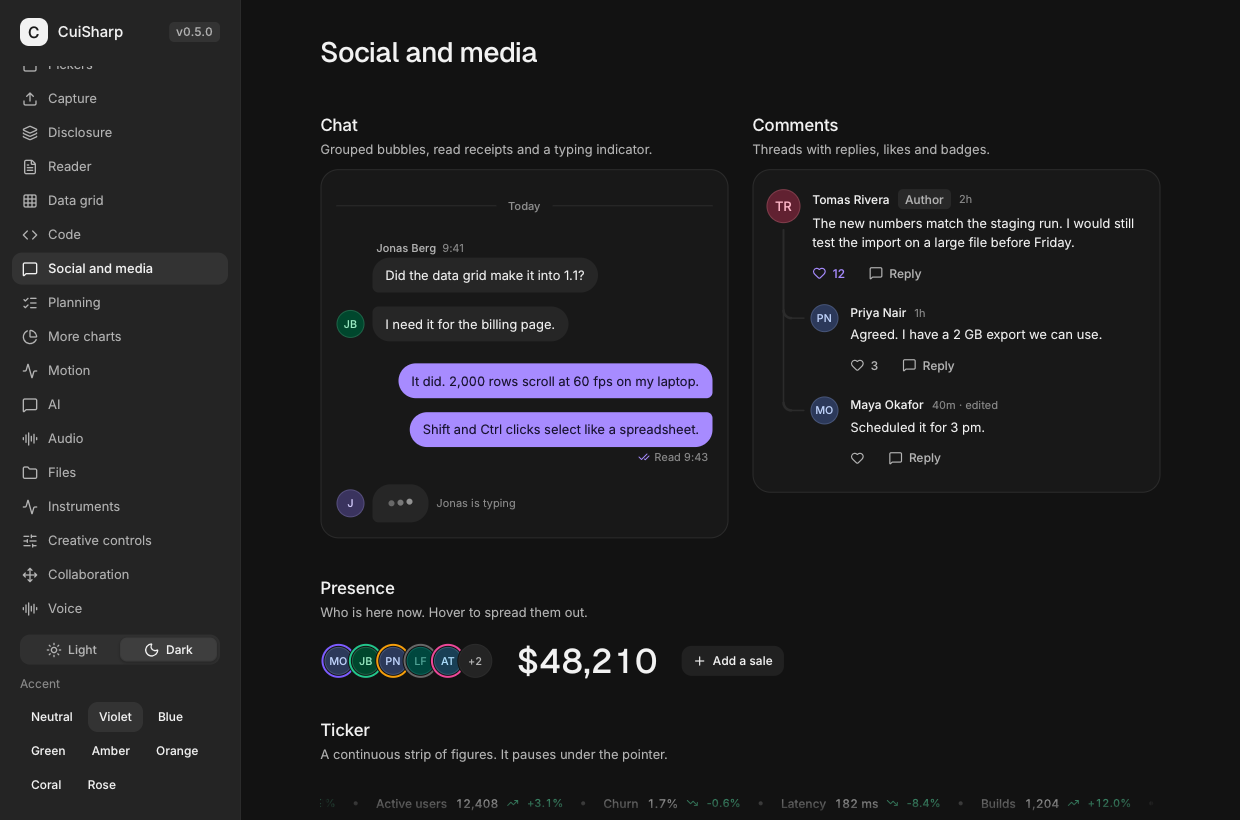 C CuiSharp v0.5.0
Pickers
Capture
Disclosure
Reader
Data grid
Code
Social and media
Planning
More charts
Motion
AI
Audio
Files
Instruments
Creative controls
Collaboration
Voice
Light Dark
Accent
Neutral Violet Blue
Green Amber Orange
Coral Rose
Social and media
Chat
Grouped bubbles, read receipts and a typing indicator.
Today
Jonas Berg 9:41
Did the data grid make it into 1.1?
JB I need it for the billing page.
It did. 2,000 rows scroll at 60 fps on my laptop.
Shift and Ctrl clicks select like a spreadsheet.
Read 9:43
J Jonas is typing
Comments
Threads with replies, likes and badges.
TR Tomas Rivera Author 2h
The new numbers match the staging run. I would still
test the import on a large file before Friday.
12 Reply
PN Priya Nair 1h
Agreed. I have a 2 GB export we can use.
3 Reply
MO Maya Okafor 40m · edited
Scheduled it for 3 pm.
Reply
Presence
Who is here now. Hover to spread them out.
MO JB PN LF AT +2 $48,210 + Add a sale
Ticker
A continuous strip of figures. It pauses under the pointer.
% • Active users 12,408 +3.1% • Churn 1.7% -0.6% • Latency 182 ms -8.4% • Builds 1,204 +12.0% •